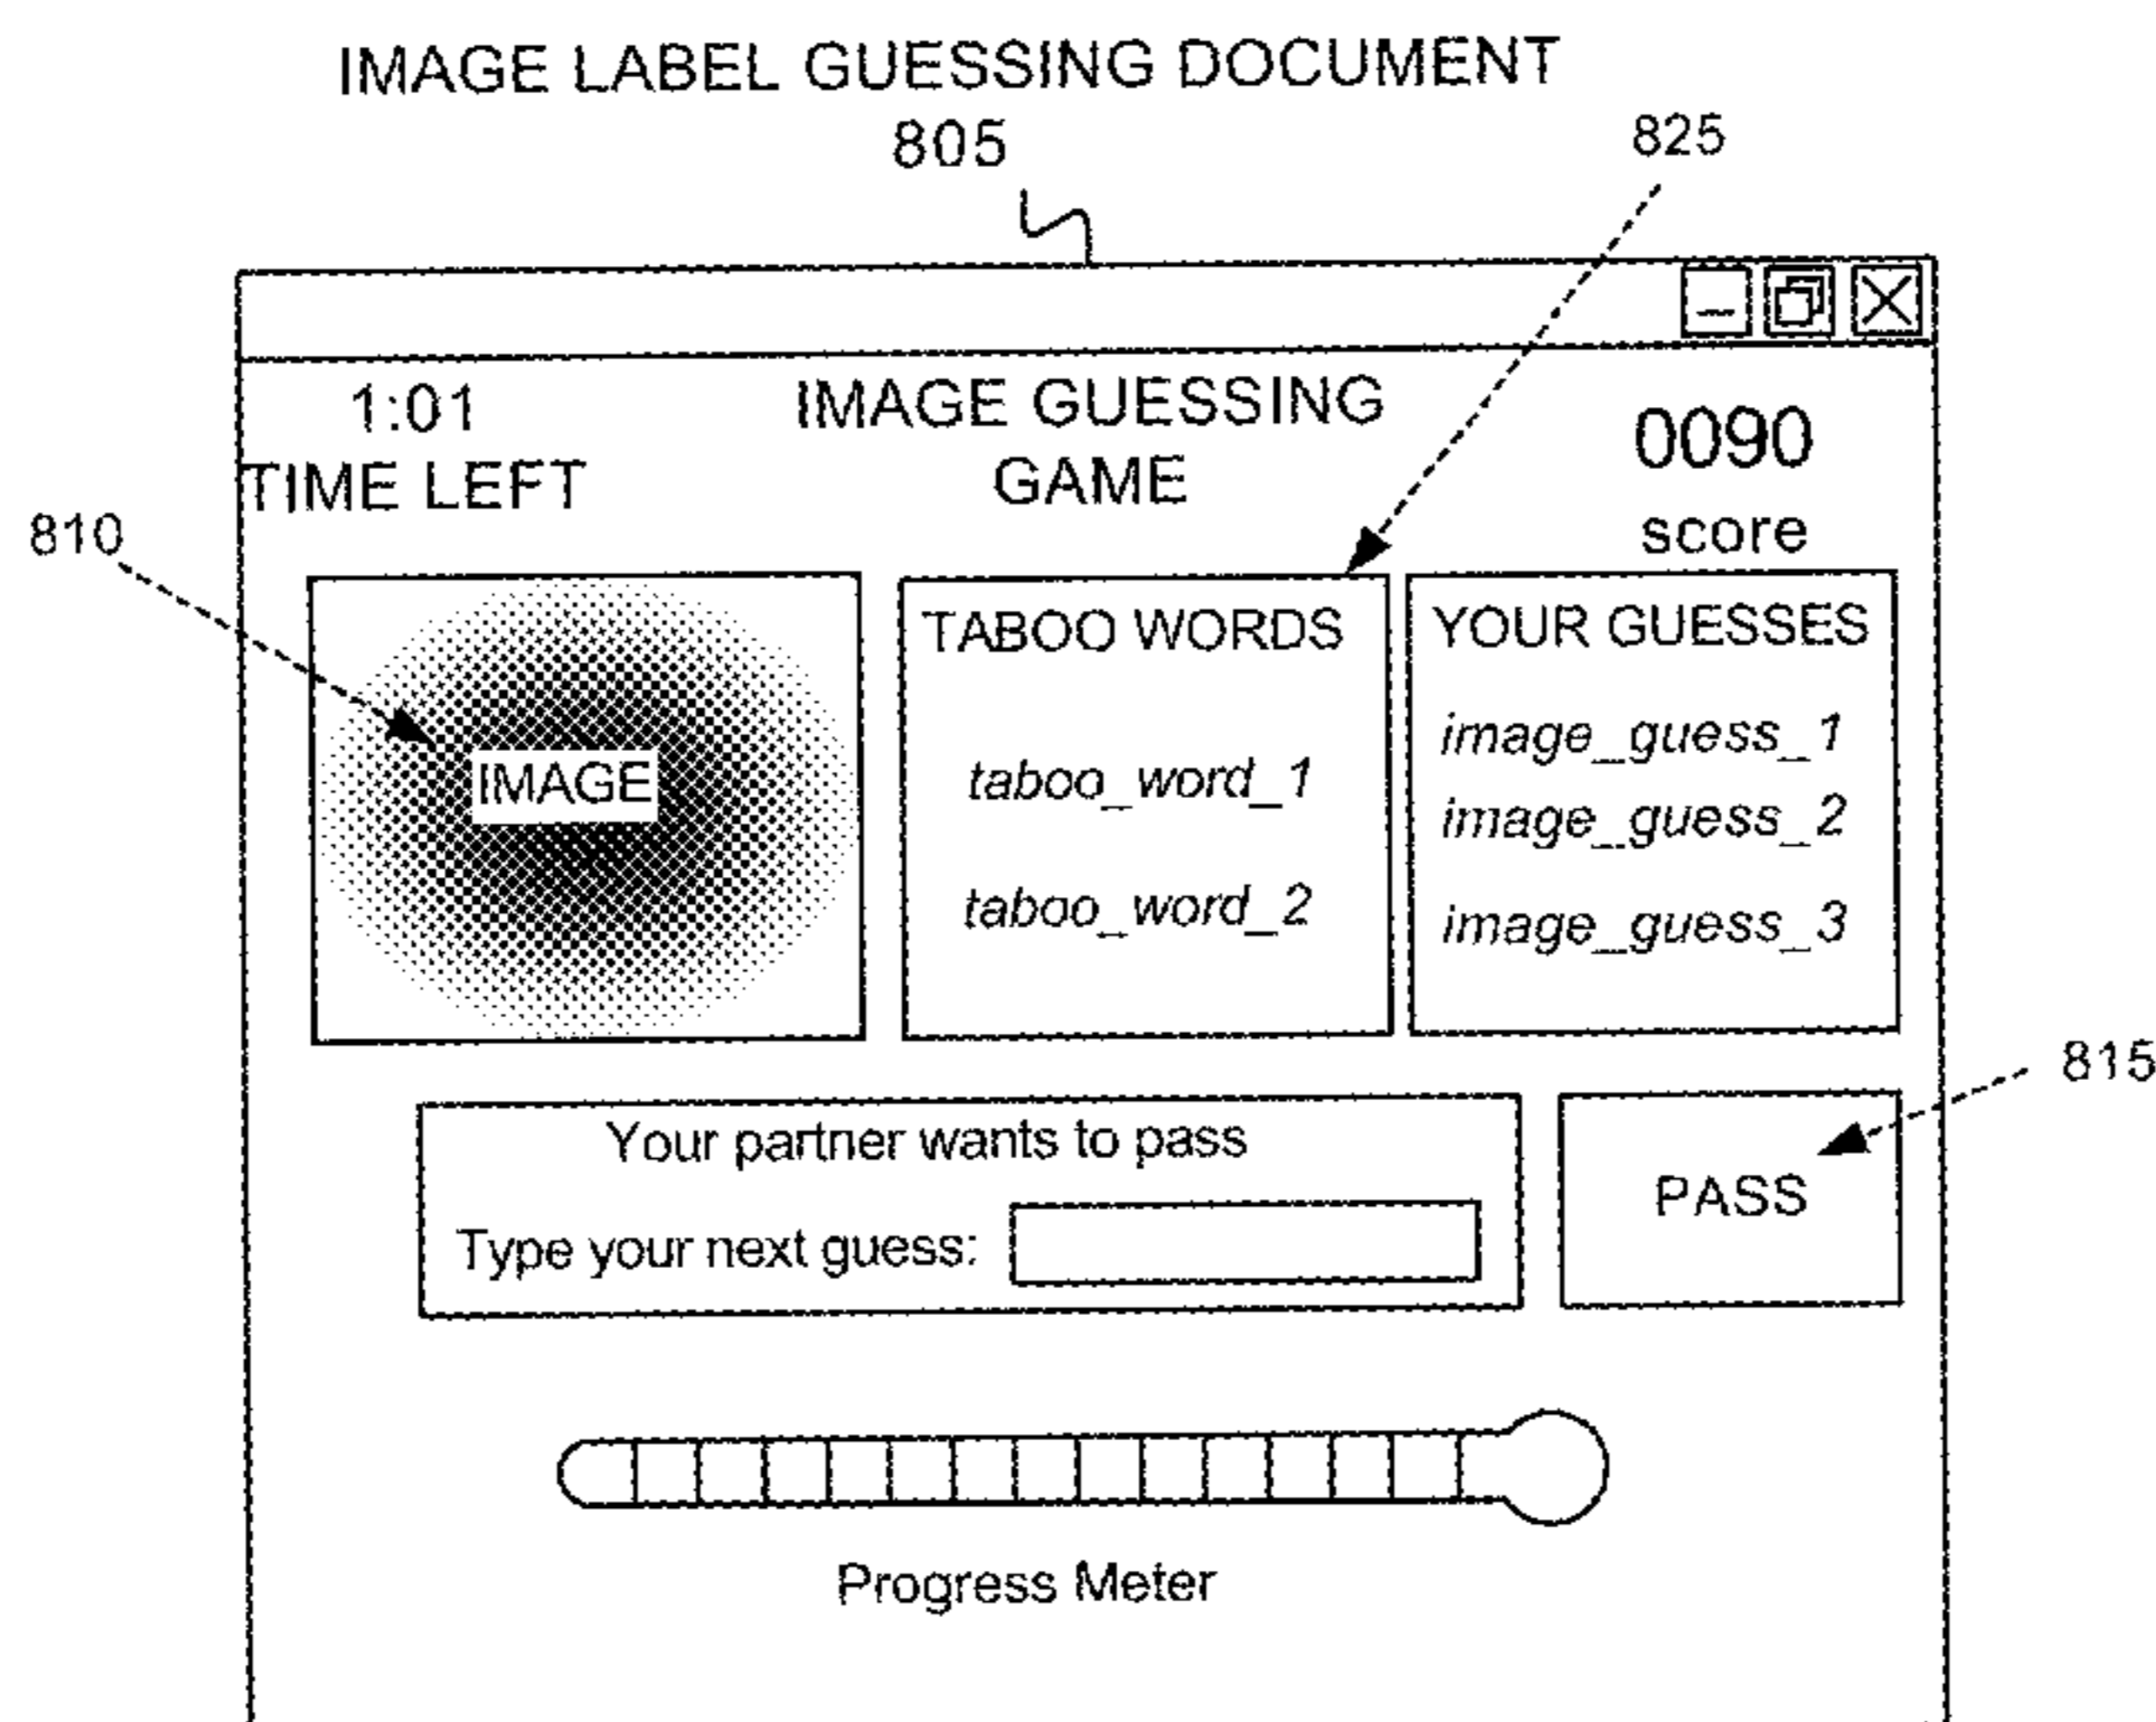 IMAGE LABEL GUESSING DOCUMENT
805
825
1:01
TIME LEFT
IMAGE GUESSING
GAME
0090
score
810
IMAGE
TABOO WORDS
taboo_word_1
taboo_word_2
YOUR GUESSES
image_guess_1
image_guess_2
image_guess_3
815
Your partner wants to pass
Type your next guess:
PASS
Progress Meter